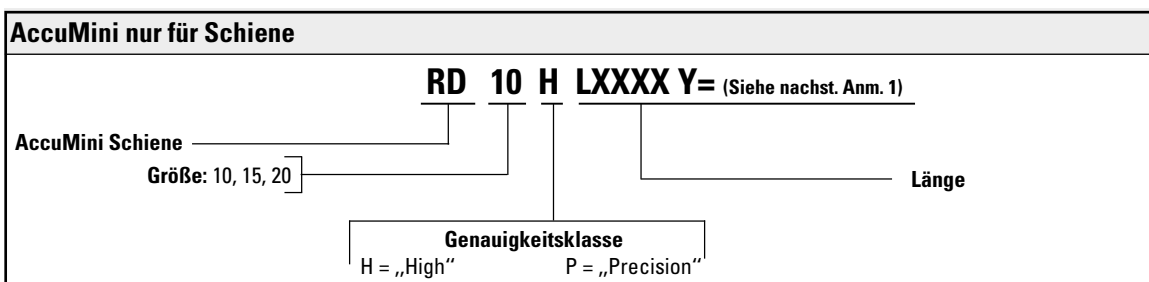 AccuMini nur für Schiene
RD 10 H LXXXX Y= (Siehe nachst. Anm. 1)
AccuMini Schiene
Größe: 10, 15, 20
Länge
Genauigkeitsklasse
H = „High“ P = „Precision“